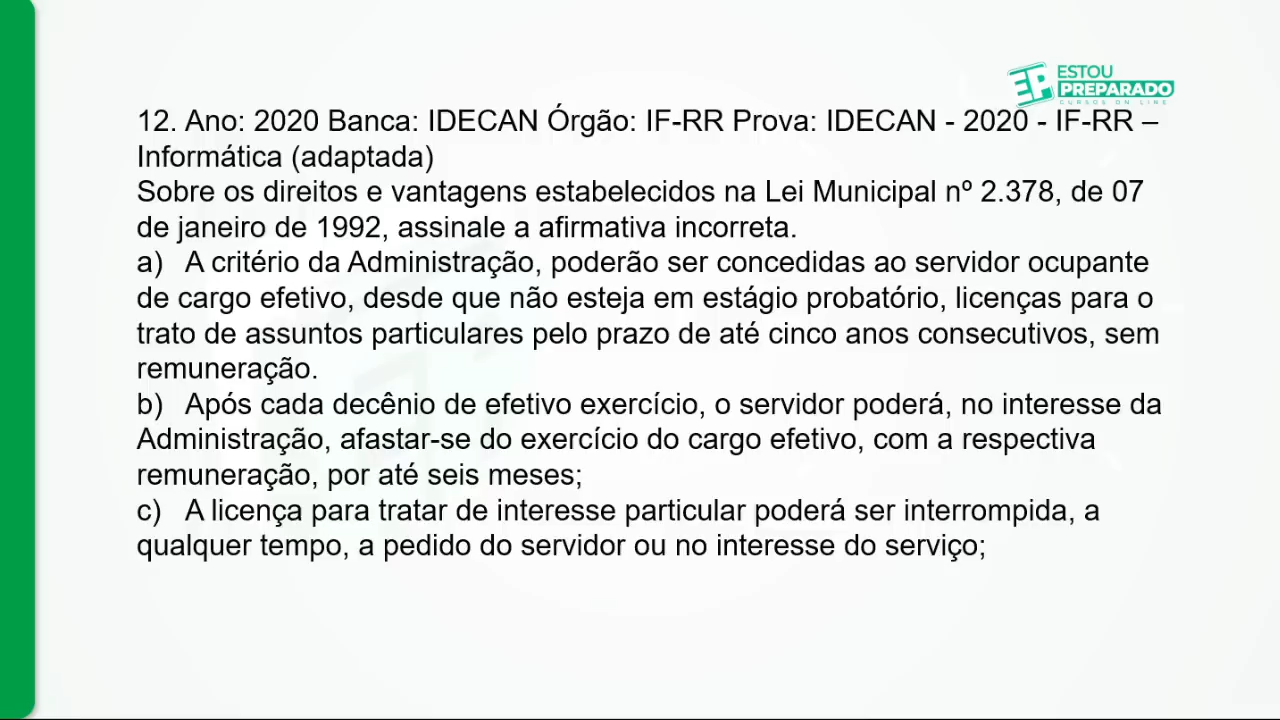 ESTOU
PREPARADO
CURSOS ON LINE
12. Ano: 2020 Banca: IDECAN Órgão: IF-RR Prova: IDECAN - 2020 - IF-RR –
Informática (adaptada)
Sobre os direitos e vantagens estabelecidos na Lei Municipal nº 2.378, de 07
de janeiro de 1992, assinale a afirmativa incorreta.
a) A critério da Administração, poderão ser concedidas ao servidor ocupante
de cargo efetivo, desde que não esteja em estágio probatório, licenças para o
trato de assuntos particulares pelo prazo de até cinco anos consecutivos, sem
remuneração.
b) Após cada decênio de efetivo exercício, o servidor poderá, no interesse da
Administração, afastar-se do exercício do cargo efetivo, com a respectiva
remuneração, por até seis meses;
c) A licença para tratar de interesse particular poderá ser interrompida, a
qualquer tempo, a pedido do servidor ou no interesse do serviço;